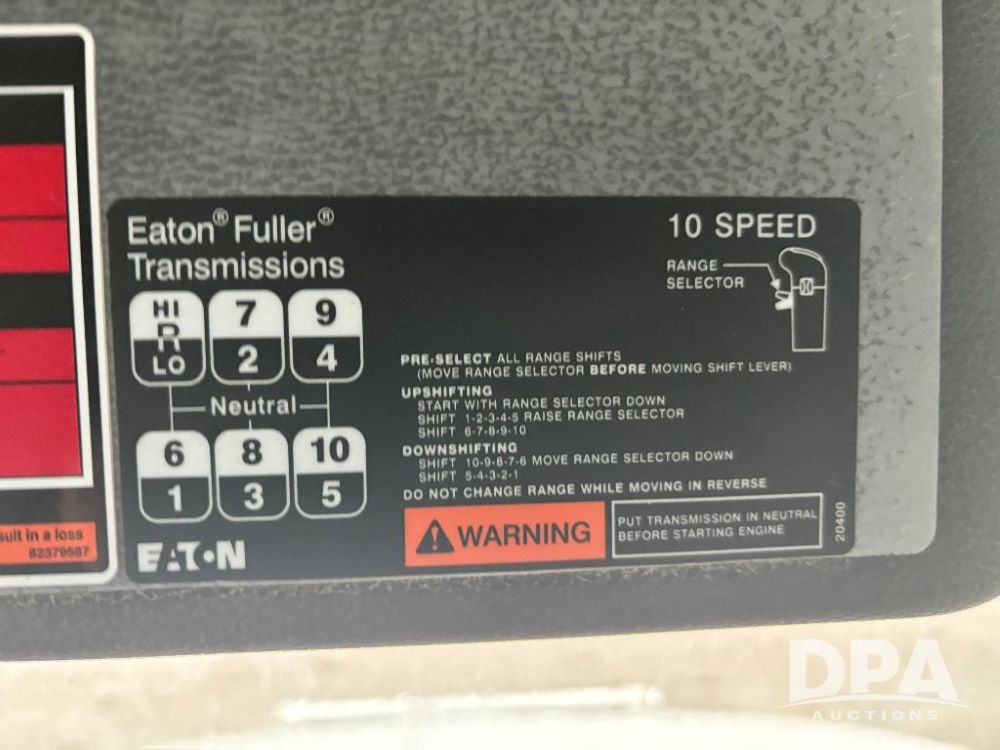 Eaton® Fuller®
Transmissions
10 SPEED
RANGE
SELECTOR
HI
R
LO
7
2
9
4
Neutral
6
1
8
3
10
5
EATON
PRE-SELECT ALL RANGE SHIFTS
(MOVE RANGE SELECTOR BEFORE MOVING SHIFT LEVER)
UPSHIFTING
START WITH RANGE SELECTOR DOWN
SHIFT 1-2-3-4-5 RAISE RANGE SELECTOR
SHIFT 6-7-8-9-10
DOWNSHIFTING
SHIFT 10-9-8-7-6 MOVE RANGE SELECTOR DOWN
SHIFT 5-4-3-2-1
DO NOT CHANGE RANGE WHILE MOVING IN REVERSE
WARNING
PUT TRANSMISSION IN NEUTRAL
BEFORE STARTING ENGINE
20400
sult in a loss
82379587
DPA
AUCTIONS